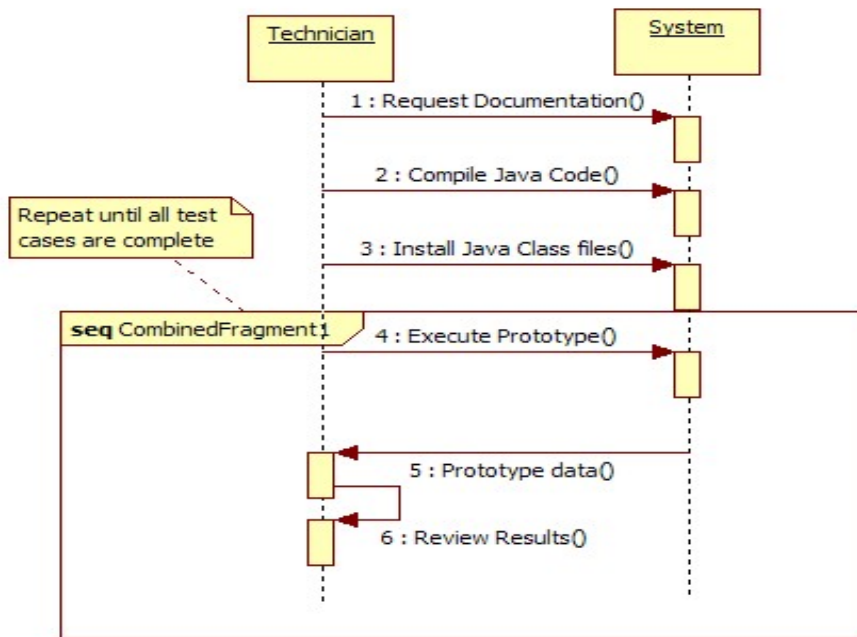 Technician
System
1 : Request Documentation()
2 : Compile Java Code()
Repeat until all test
cases are complete
3 : Install Java Class files()
seq CombinedFragment1
4 : Execute Prototype()
5 : Prototype data()
6 : Review Results()